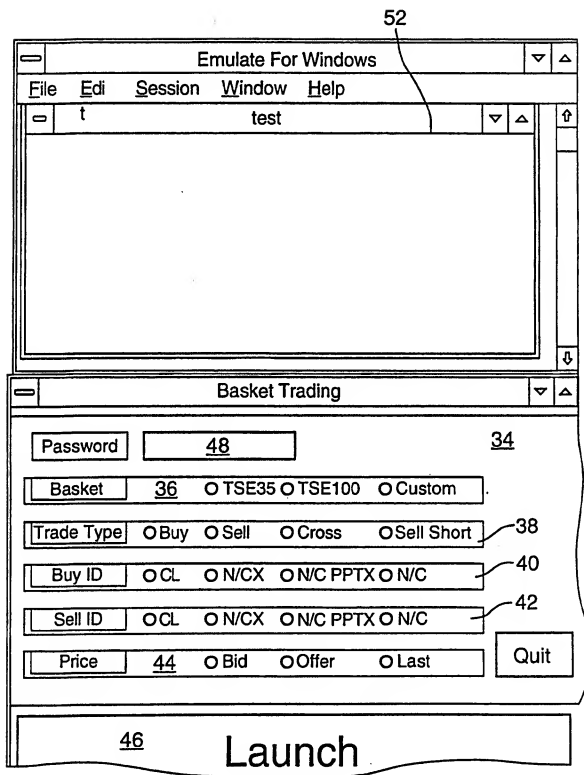 52
Emulate For Windows
File Edi Session Window Help
t test
Basket Trading
Password 48 34
Basket 36 TSE35 TSE100 Custom
Trade Type Buy Sell Cross Sell Short 38
Buy ID CL N/CX N/C PPTX N/C 40
Sell ID CL N/CX N/C PPTX N/C 42
Price 44 Bid Offer Last Quit
46 Launch